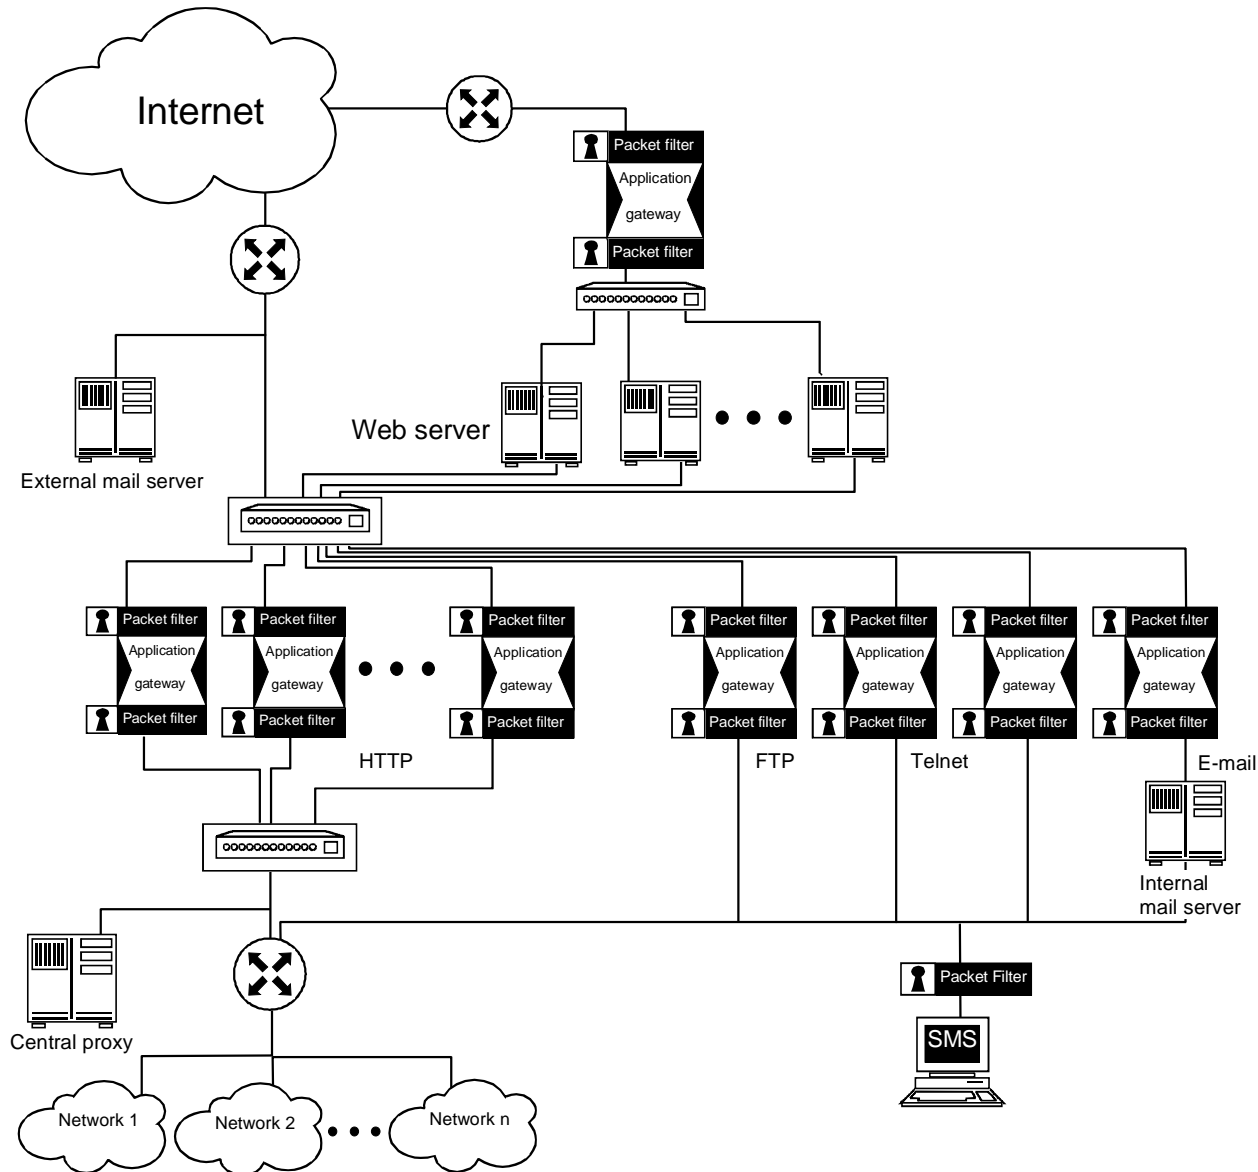 Internet
Packet filter
Application
gateway
Packet filter
Web server
External mail server
Packet filter
Application
gateway
Packet filter
Packet filter
Application
gateway
Packet filter
Packet filter
Application
gateway
Packet filter
Packet filter
Application
gateway
Packet filter
Packet filter
Application
gateway
Packet filter
Packet filter
Application
gateway
Packet filter
Packet filter
Application
gateway
Packet filter
HTTP
FTP
Telnet
E-mail
Internal
mail server
Central proxy
Packet Filter
SMS
Network 1
Network 2
Network n